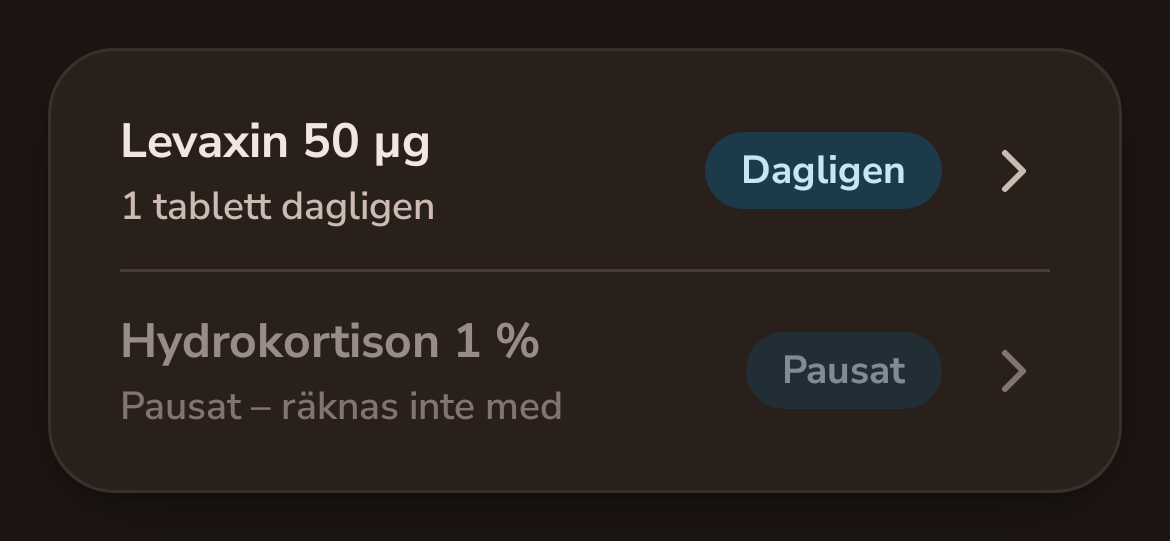 Levaxin 50 µg
1 tablett dagligen
Dagligen
Hydrokortison 1 %
Pausat – räknas inte med
Pausat